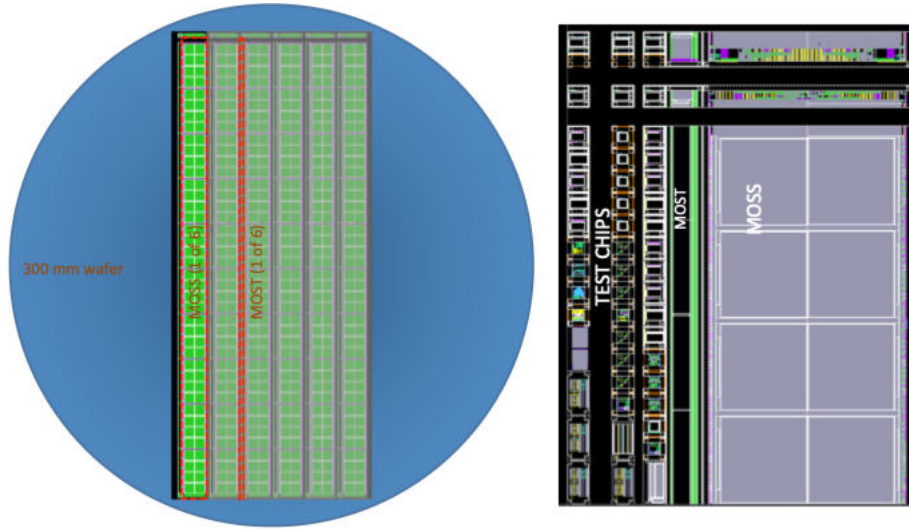 300 mm wafer
MOSS (1 of 6)
MOST (1 of 6)
TEST CHIPS
MOST
MOSS